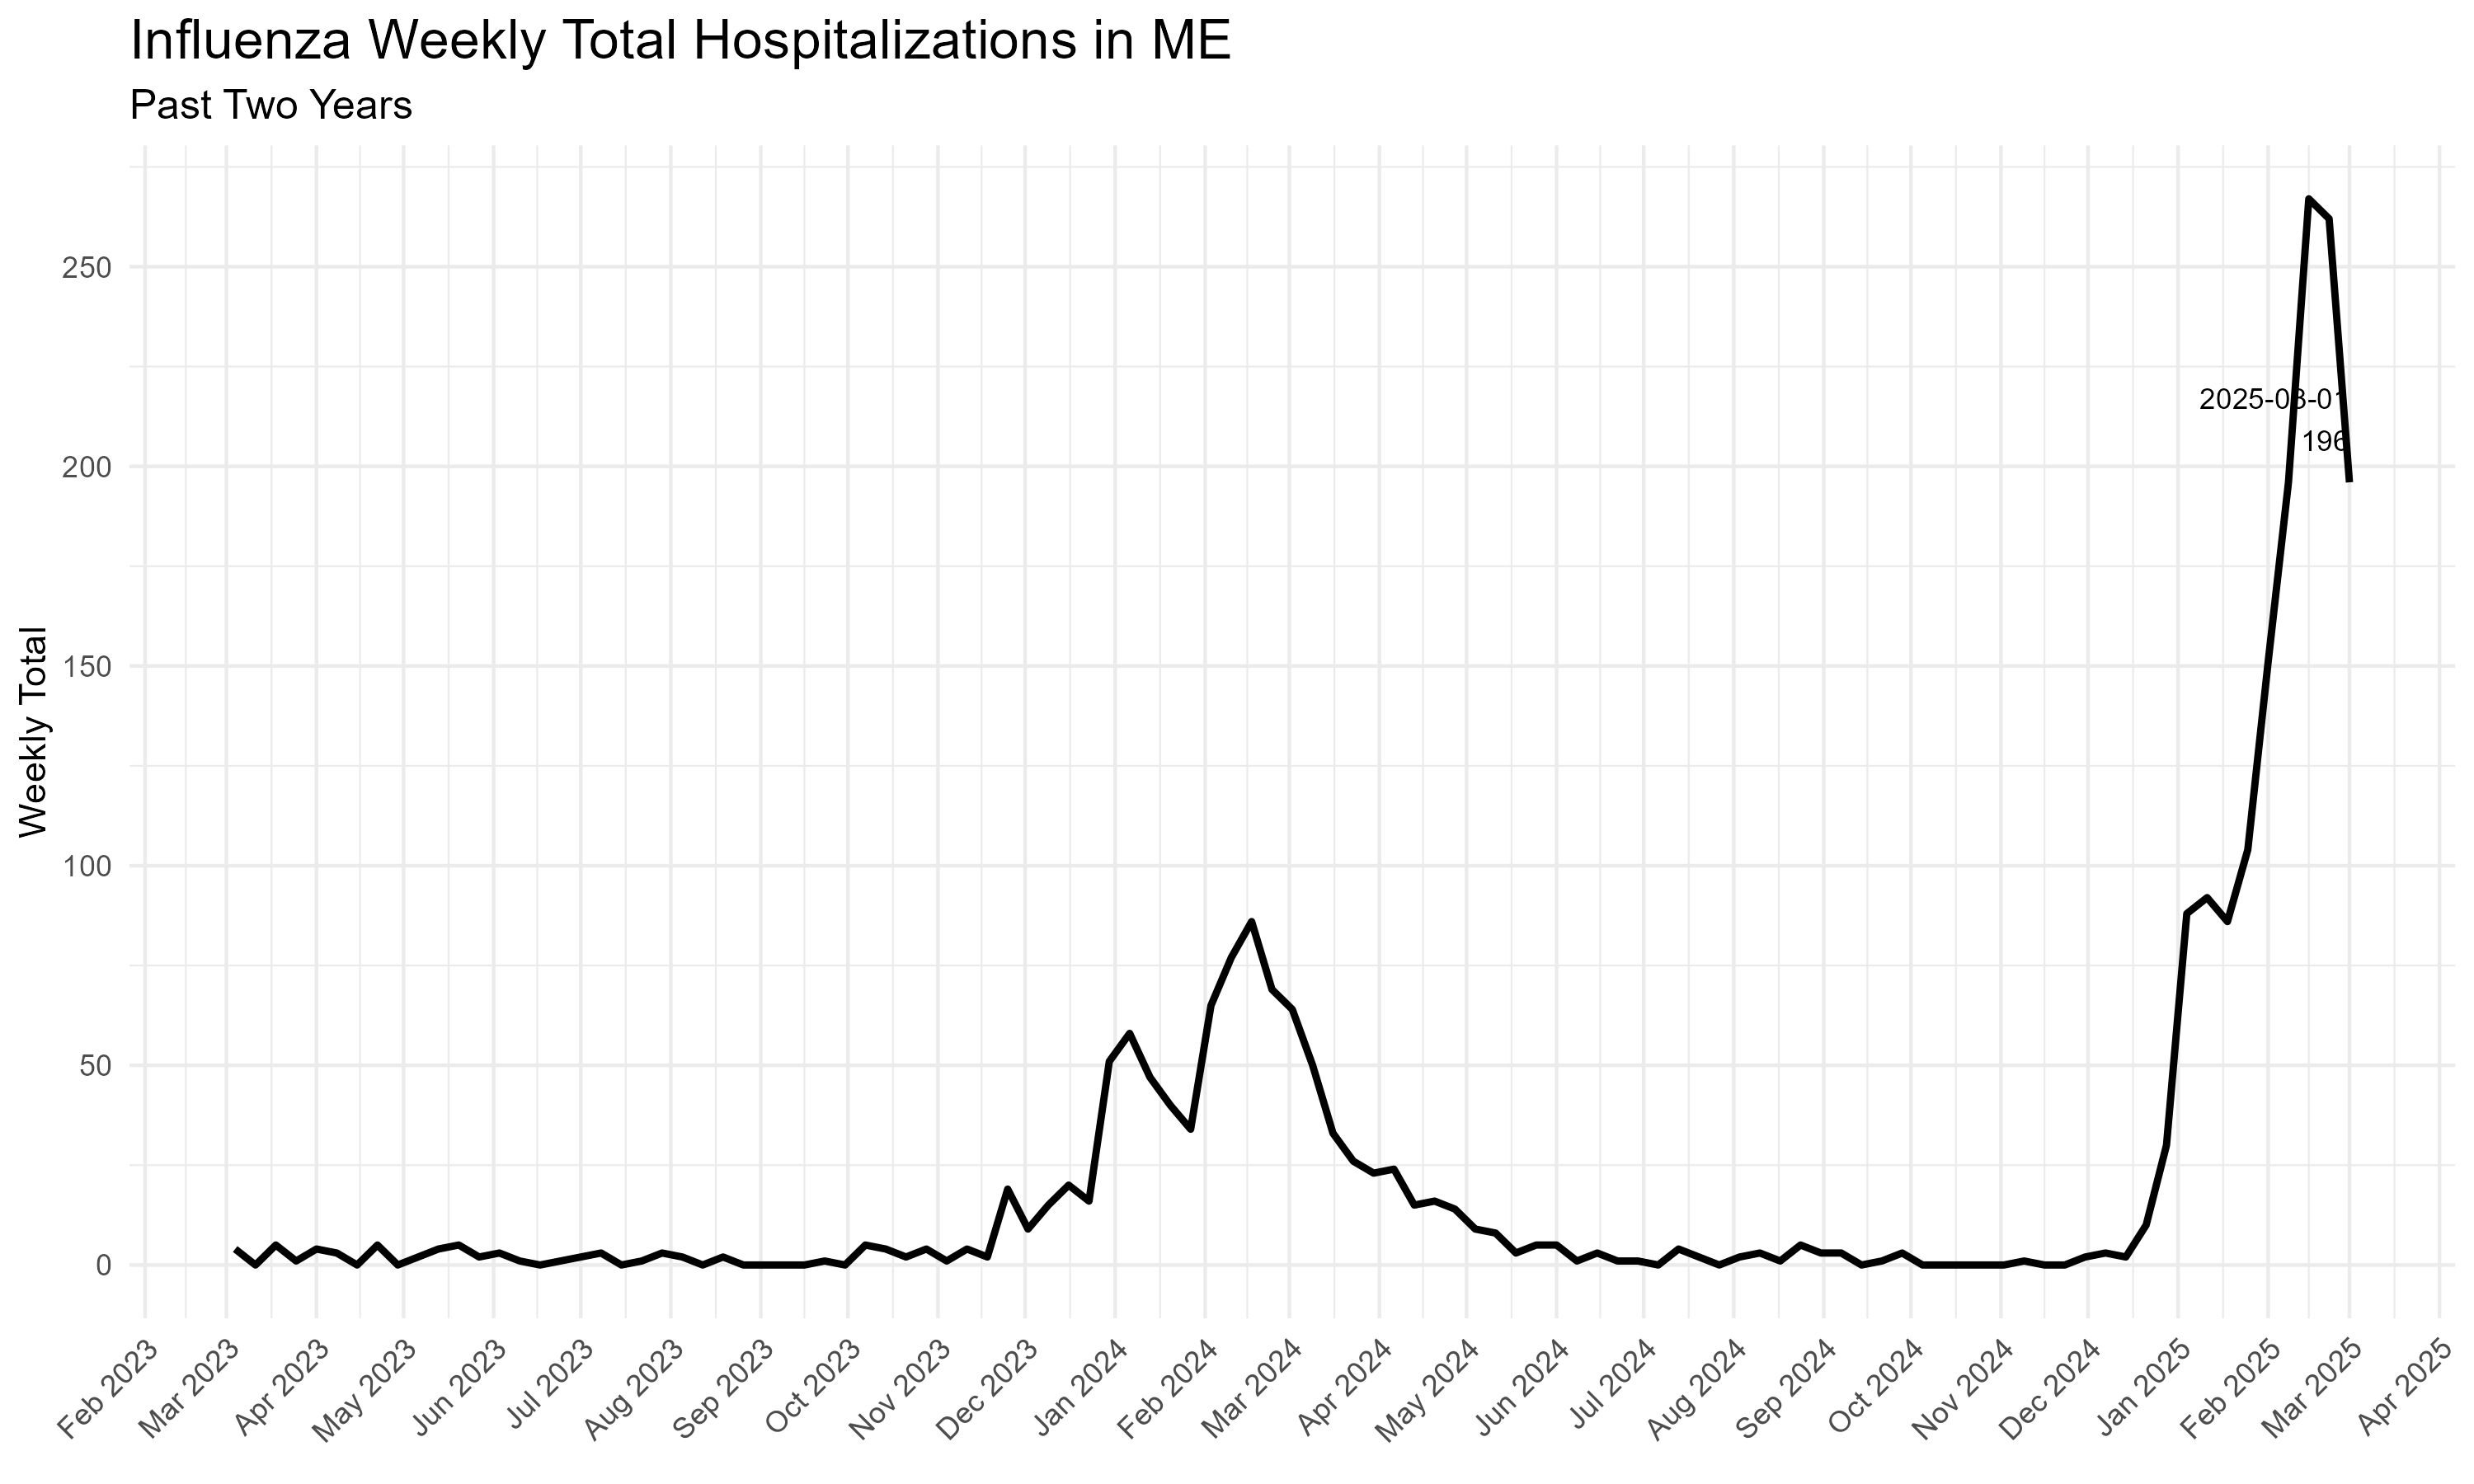 Influenza Weekly Total Hospitalizations in ME
Past Two Years
Weekly Total
250
200
150
100
50
0
2025-03-01
196
Feb 2023
Mar 2023
Apr 2023
May 2023
Jun 2023
Jul 2023
Aug 2023
Sep 2023
Oct 2023
Nov 2023
Dec 2023
Jan 2024
Feb 2024
Mar 2024
Apr 2024
May 2024
Jun 2024
Jul 2024
Aug 2024
Sep 2024
Oct 2024
Nov 2024
Dec 2024
Jan 2025
Feb 2025
Mar 2025
Apr 2025